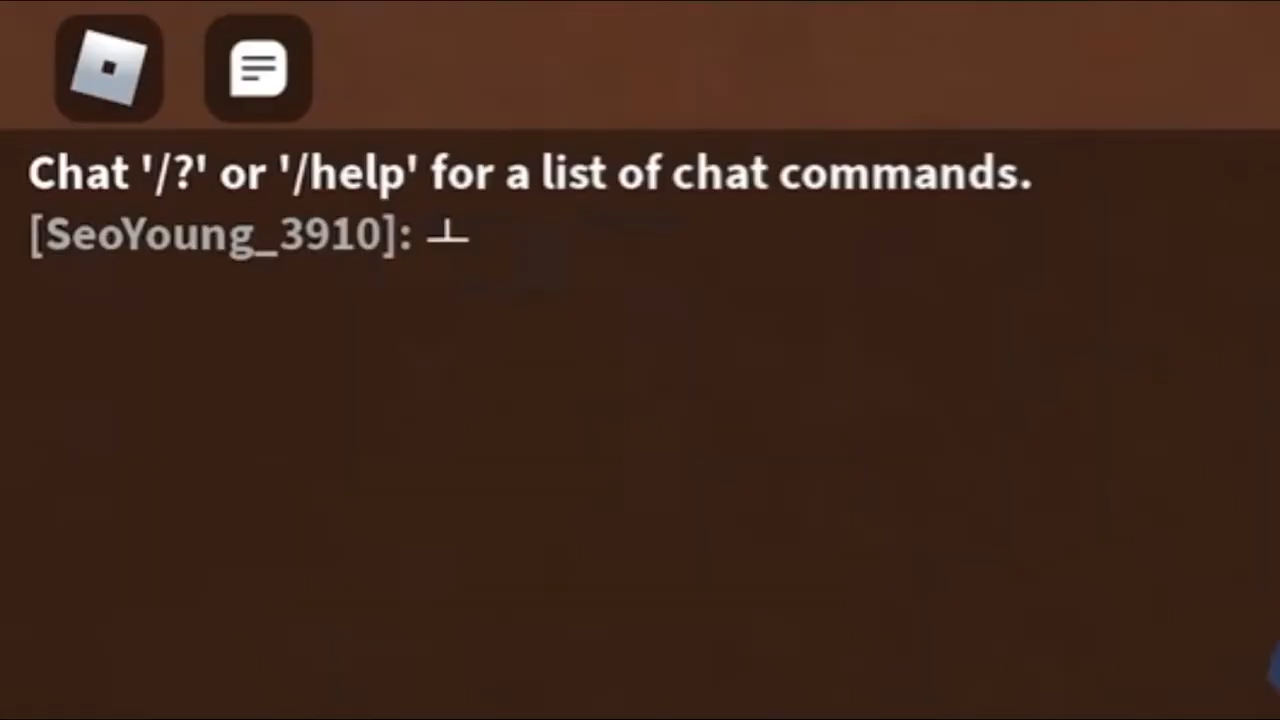 Chat '/?' or '/help' for a list of chat commands.
[SeoYoung_3910]: ㅗ